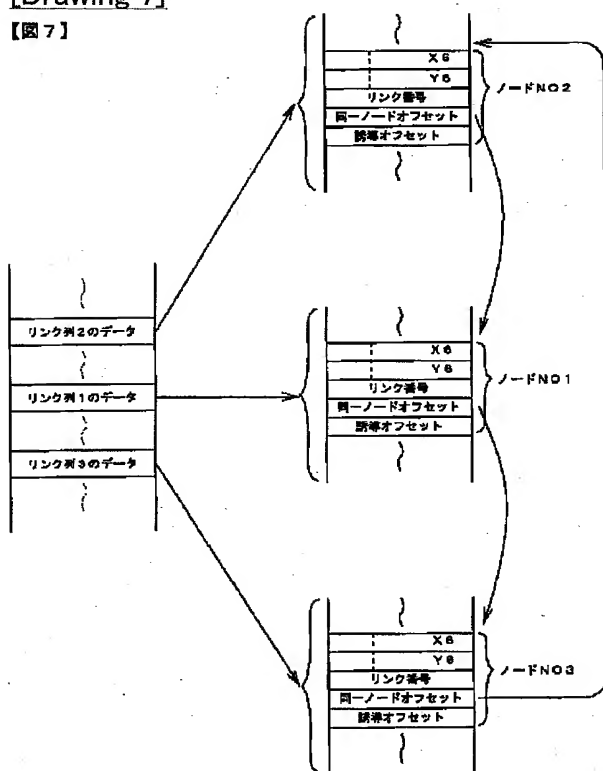 [Drawing 7]
【図7】
X6
Y6
リンク番号
同一ノードオフセット
誘導オフセット
ノードNO2
リンク列2のデータ
リンク列1のデータ
リンク列3のデータ
X6
Y6
リンク番号
同一ノードオフセット
誘導オフセット
ノードNO1
X6
Y6
リンク番号
同一ノードオフセット
誘導オフセット
ノードNO3